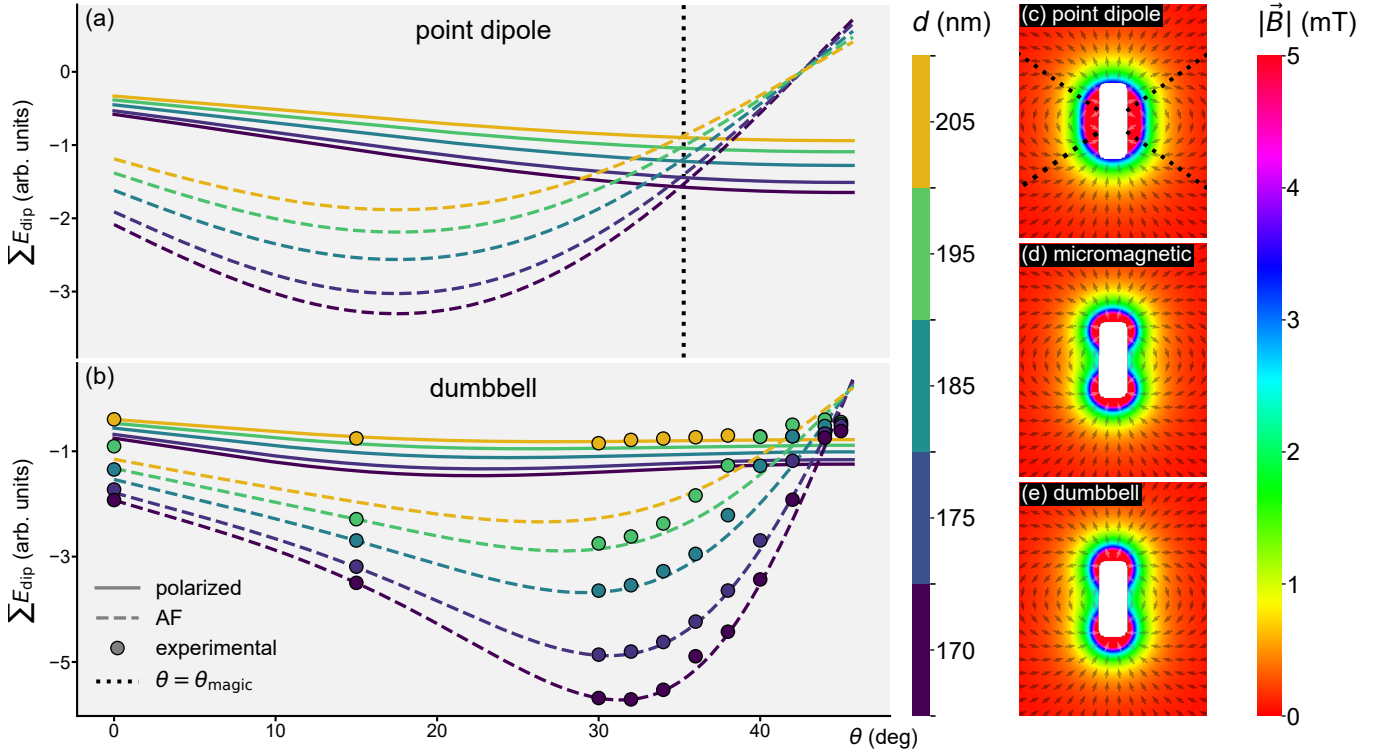 (a)
point dipole
0
−1
−2
−3
∑E_dip (arb. units)
(b)
dumbbell
−1
−3
−5
∑E_dip (arb. units)
polarized
AF
experimental
θ = θ_magic
0
10
20
30
40
θ (deg)
d (nm)
205
195
185
175
170
(c) point dipole
(d) micromagnetic
(e) dumbbell
|B⃗| (mT)
5
4
3
2
1
0